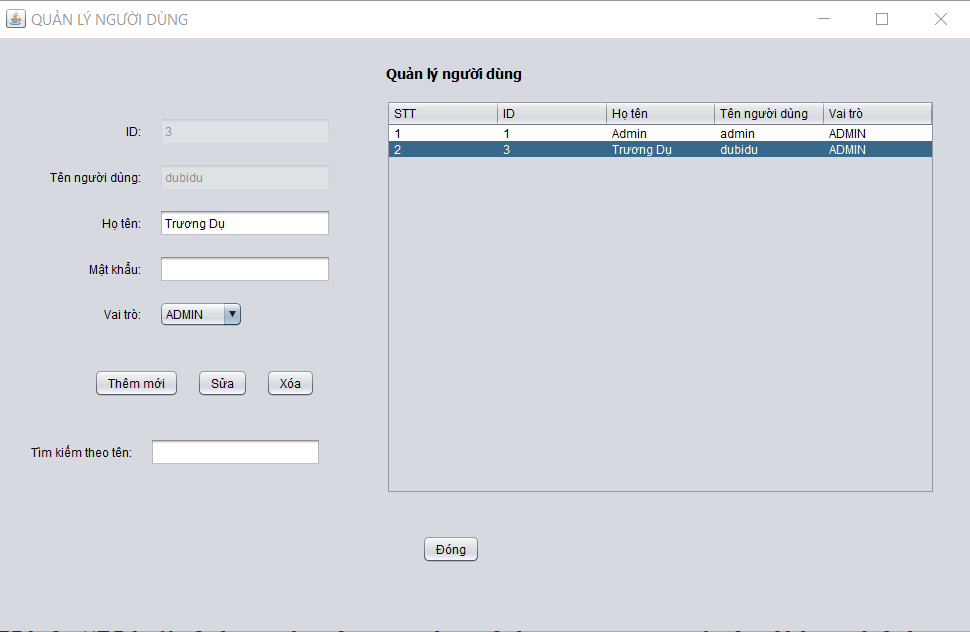 QUẢN LÝ NGƯỜI DÙNG
Quản lý người dùng
ID: 3
Tên người dùng: dubidu
Họ tên: Trương Dụ
Mật khẩu:
Vai trò: ADMIN
Thêm mới Sửa Xóa
Tìm kiếm theo tên:
STT ID Họ tên Tên người dùng Vai trò
1 1 Admin admin ADMIN
2 3 Trương Dụ dubidu ADMIN
Đóng